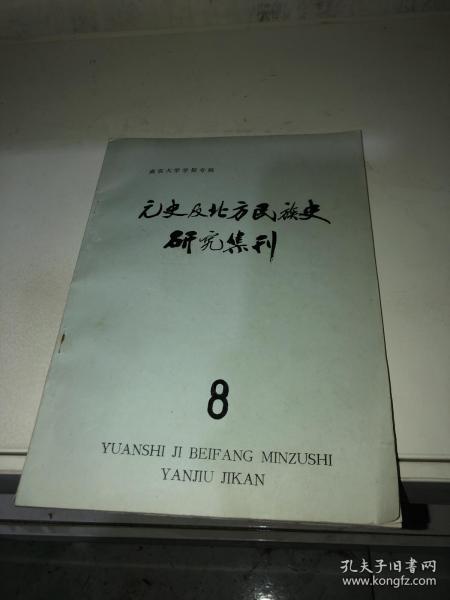 南京大学学报专辑
元史及北方民族史
研究集刊
8
YUANSHI JI BEIFANG MINZUSHI
YANJIU JIKAN
孔夫子旧书网
www.kongfz.com